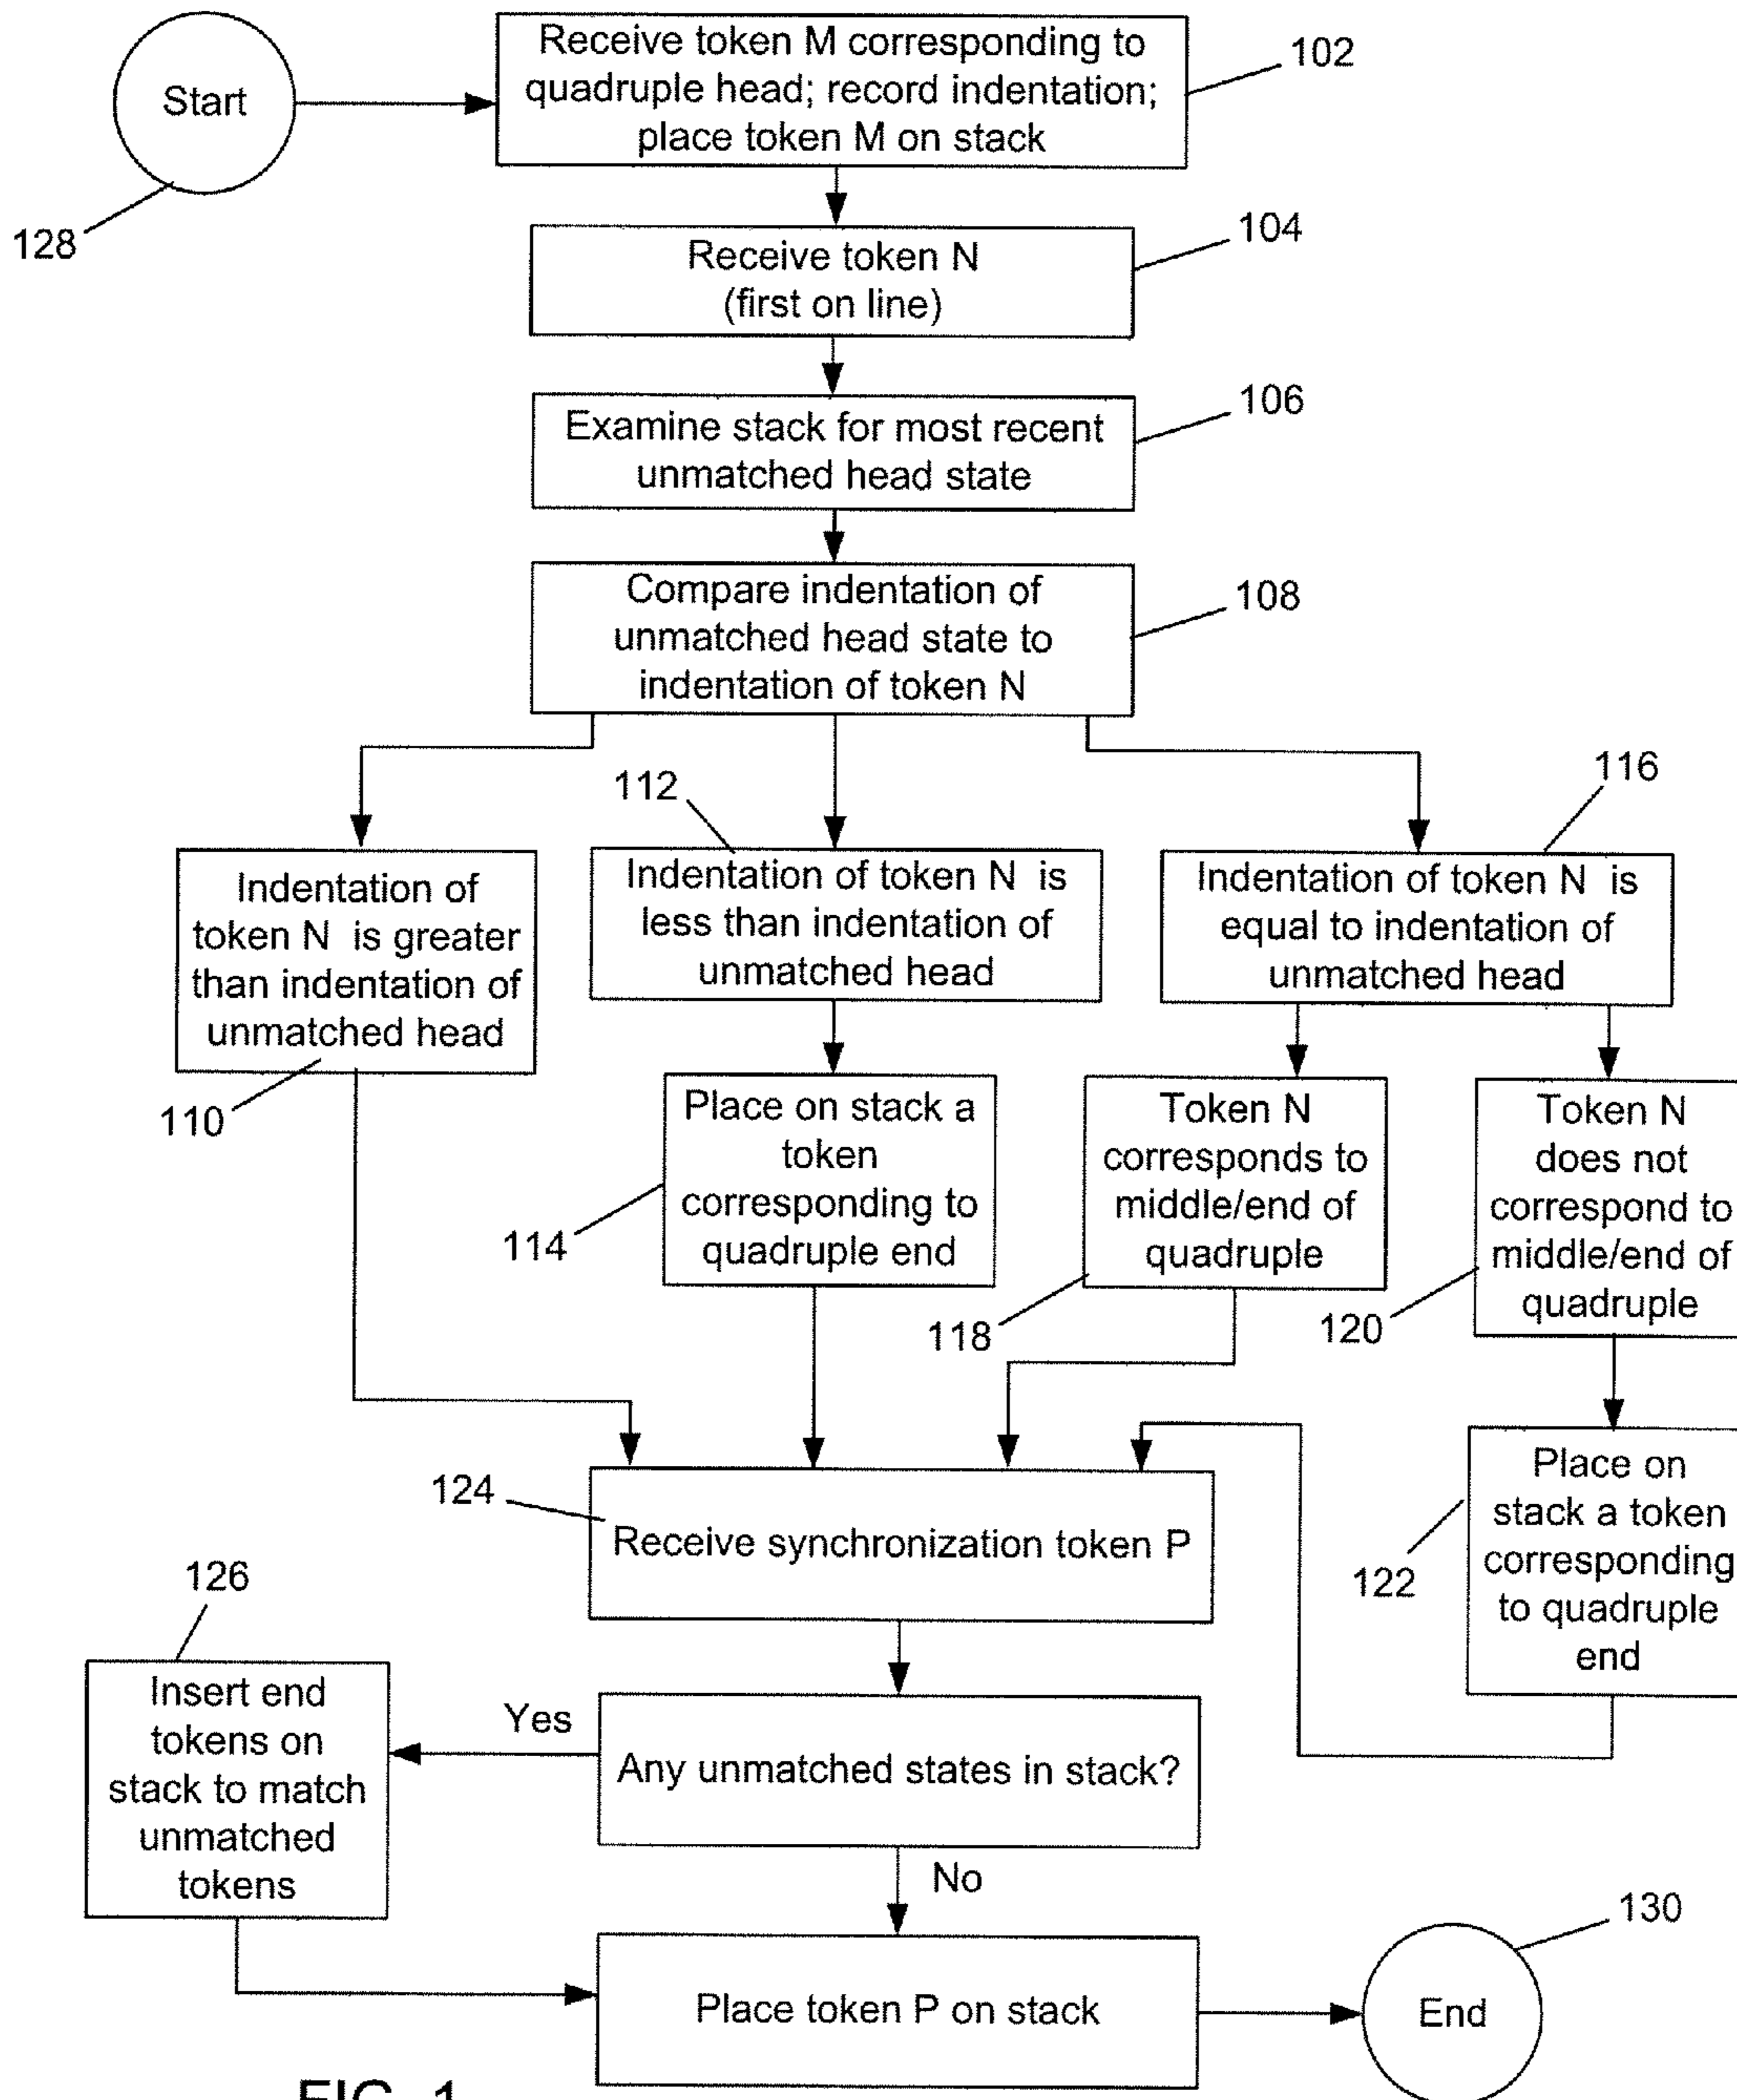 Start
128
Receive token M corresponding to
quadruple head; record indentation;
place token M on stack
102
Receive token N
(first on line)
104
Examine stack for most recent
unmatched head state
106
Compare indentation of
unmatched head state to
indentation of token N
108
Indentation of
token N is greater
than indentation of
unmatched head
110
112
Indentation of token N is
less than indentation of
unmatched head
116
Indentation of token N is
equal to indentation of
unmatched head
Place on stack a
token
corresponding to
quadruple end
114
Token N
corresponds to
middle/end of
quadruple
118
Token N
does not
correspond to
middle/end of
quadruple
120
Place on
stack a token
corresponding
to quadruple
end
122
124
Receive synchronization token P
Any unmatched states in stack?
Yes
No
126
Insert end
tokens on
stack to match
unmatched
tokens
Place token P on stack
End
130
FIG. 1